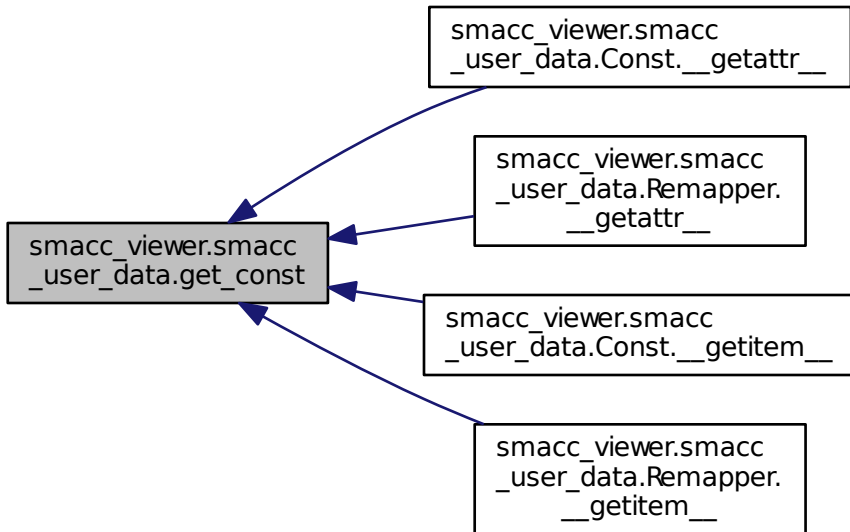 smacc_viewer.smacc
_user_data.Const.__getattr__
smacc_viewer.smacc
_user_data.Remapper.
__getattr__
smacc_viewer.smacc
_user_data.get_const
smacc_viewer.smacc
_user_data.Const.__getitem__
smacc_viewer.smacc
_user_data.Remapper.
__getitem__